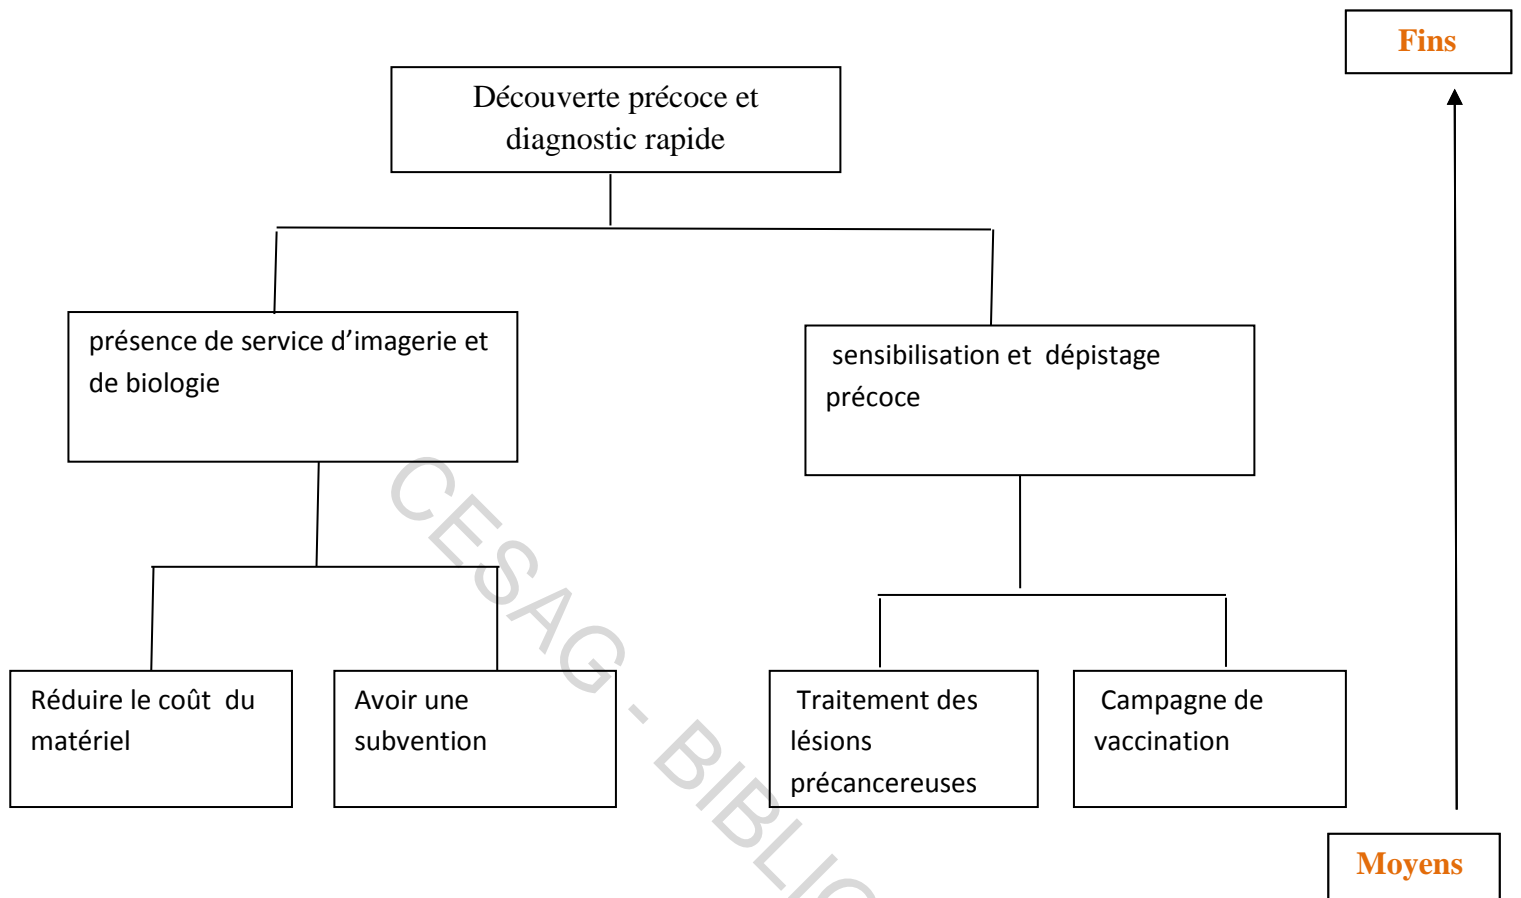 Fins
Découverte précoce et
diagnostic rapide
présence de service d’imagerie et
de biologie
sensibilisation et dépistage
précoce
Réduire le coût du
matériel
Avoir une
subvention
Traitement des
lésions
précancereuses
Campagne de
vaccination
Moyens
CESAG - BIBLIO